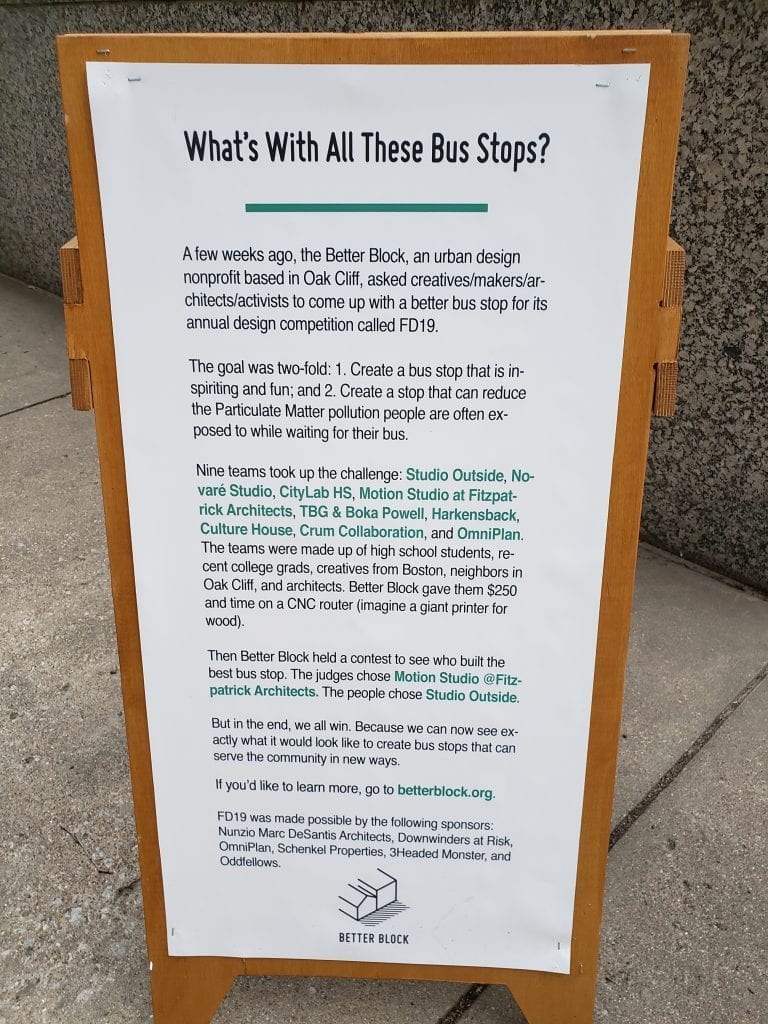 What's With All These Bus Stops?
A few weeks ago, the Better Block, an urban design
nonprofit based in Oak Cliff, asked creatives/makers/ar-
chitects/activists to come up with a better bus stop for its
annual design competition called FD19.
The goal was two-fold: 1. Create a bus stop that is in-
spiriting and fun; and 2. Create a stop that can reduce
the Particulate Matter pollution people are often ex-
posed to while waiting for their bus.
Nine teams took up the challenge: Studio Outside, No-
varé Studio, CityLab HS, Motion Studio at Fitzpat-
rick Architects, TBG & Boka Powell, Harkensback,
Culture House, Crum Collaboration, and OmniPlan.
The teams were made up of high school students, re-
cent college grads, creatives from Boston, neighbors in
Oak Cliff, and architects. Better Block gave them $250
and time on a CNC router (imagine a giant printer for
wood).
Then Better Block held a contest to see who built the
best bus stop. The judges chose Motion Studio @Fitz-
patrick Architects. The people chose Studio Outside.
But in the end, we all win. Because we can now see ex-
actly what it would look like to create bus stops that can
serve the community in new ways.
If you'd like to learn more, go to betterblock.org.
FD19 was made possible by the following sponsors:
Nunzio Marc DeSantis Architects, Downwinders at Risk,
OmniPlan, Schenkel Properties, 3Headed Monster, and
Oddfellows.
BETTER BLOCK